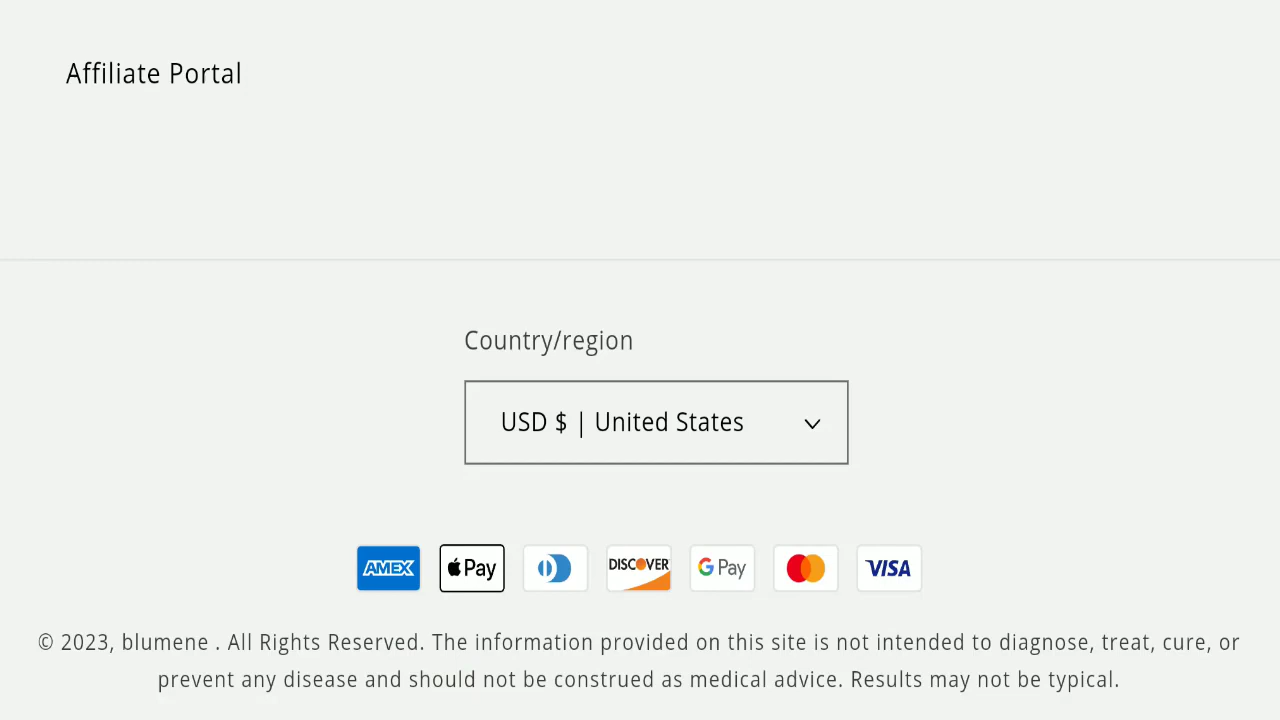 Affiliate Portal
Country/region
USD $ | United States
AMEX Pay DISCOVER G Pay VISA
© 2023, blumene . All Rights Reserved. The information provided on this site is not intended to diagnose, treat, cure, or
prevent any disease and should not be construed as medical advice. Results may not be typical.